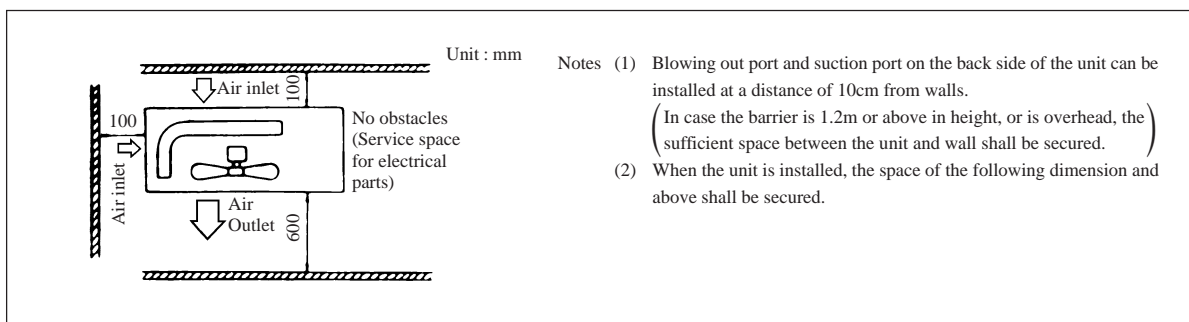 Unit : mm
Air inlet
100
100
Air inlet
No obstacles
(Service space
for electrical
parts)
Air
Outlet
600
Notes (1) Blowing out port and suction port on the back side of the unit can be
installed at a distance of 10cm from walls.
(In case the barrier is 1.2m or above in height, or is overhead, the
sufficient space between the unit and wall shall be secured.)
(2) When the unit is installed, the space of the following dimension and
above shall be secured.